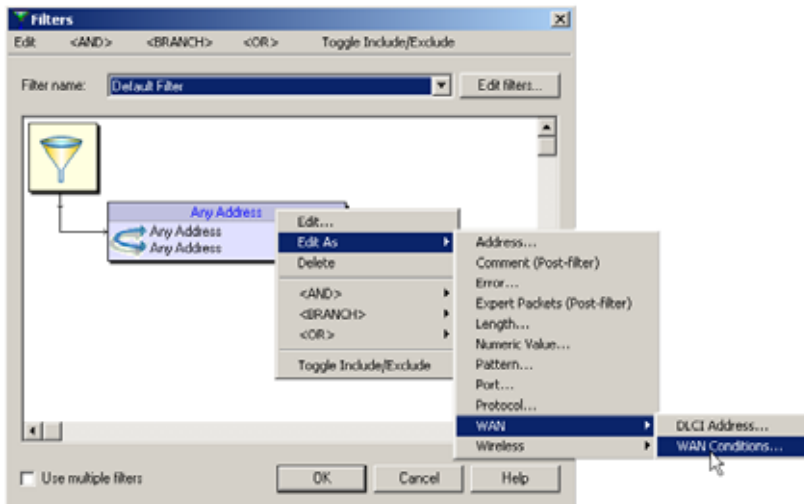 Filters
Edit <AND> <BRANCH> <OR> Toggle Include/Exclude
Filter name: Default Filter Edit filters...
Any Address
Any Address
Any Address
Edit...
Edit As
Delete
<AND>
<BRANCH>
<OR>
Toggle Include/Exclude
Address...
Comment (Post-filter)
Error...
Expert Packets (Post-filter)
Length...
Numeric Value...
Pattern...
Port...
Protocol...
WAN
Wireless
DLCI Address...
WAN Conditions...
Use multiple filters OK Cancel Help